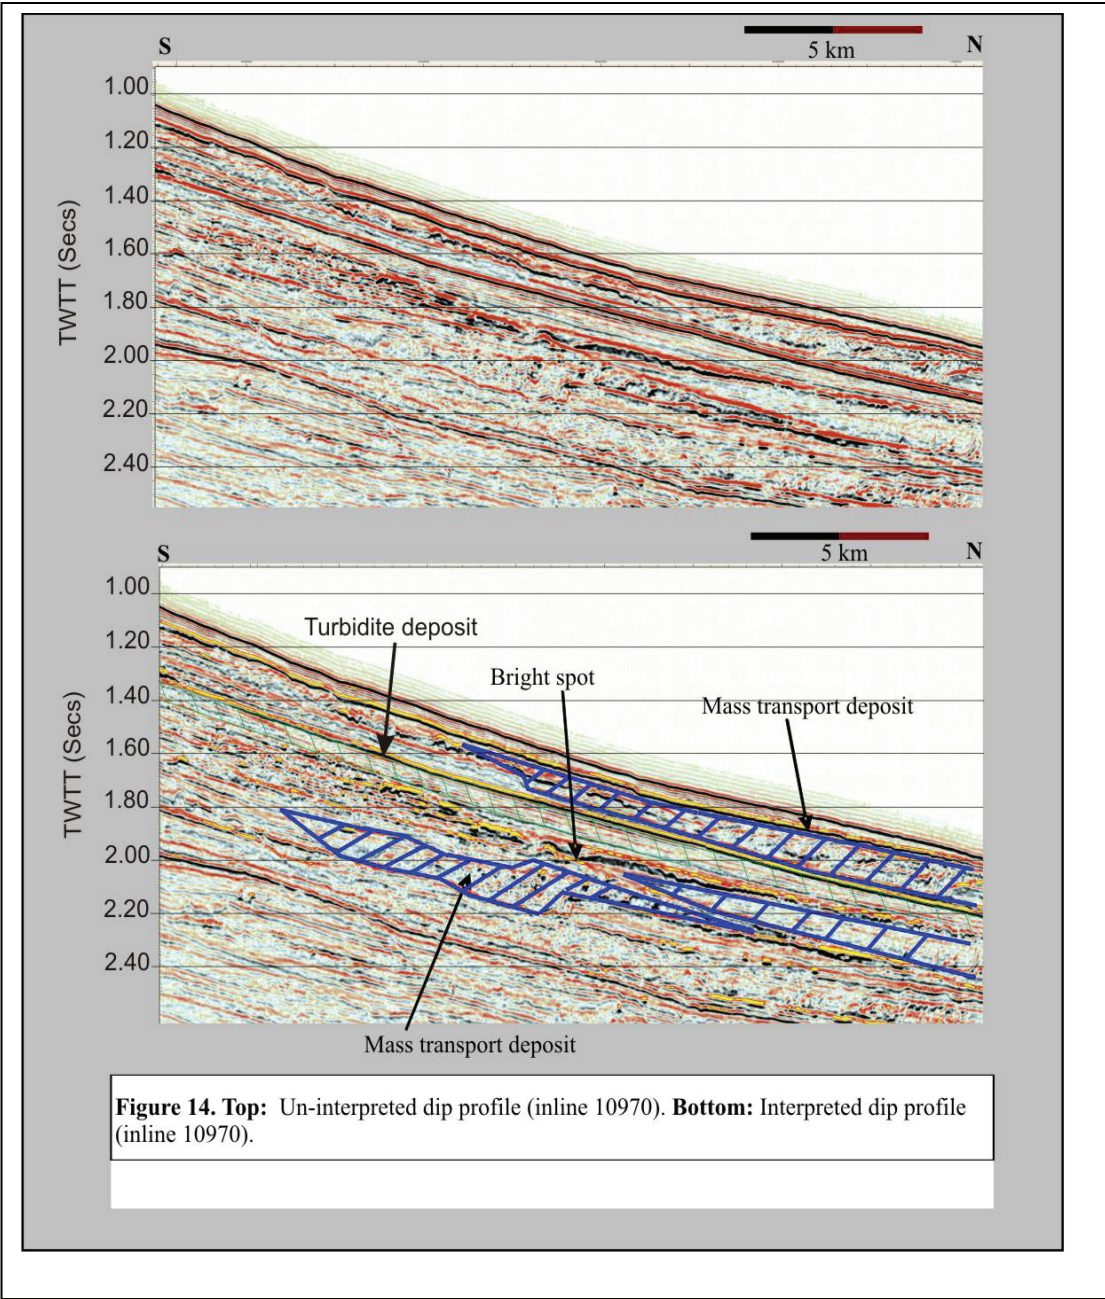 S
N
5 km
1.00
1.20
1.40
1.60
1.80
2.00
2.20
2.40
TWTT (Secs)
S
N
5 km
1.00
1.20
1.40
1.60
1.80
2.00
2.20
2.40
TWTT (Secs)
Turbidite deposit
Bright spot
Mass transport deposit
Mass transport deposit
Figure 14. Top: Un-interpreted dip profile (inline 10970). Bottom: Interpreted dip profile
(inline 10970).